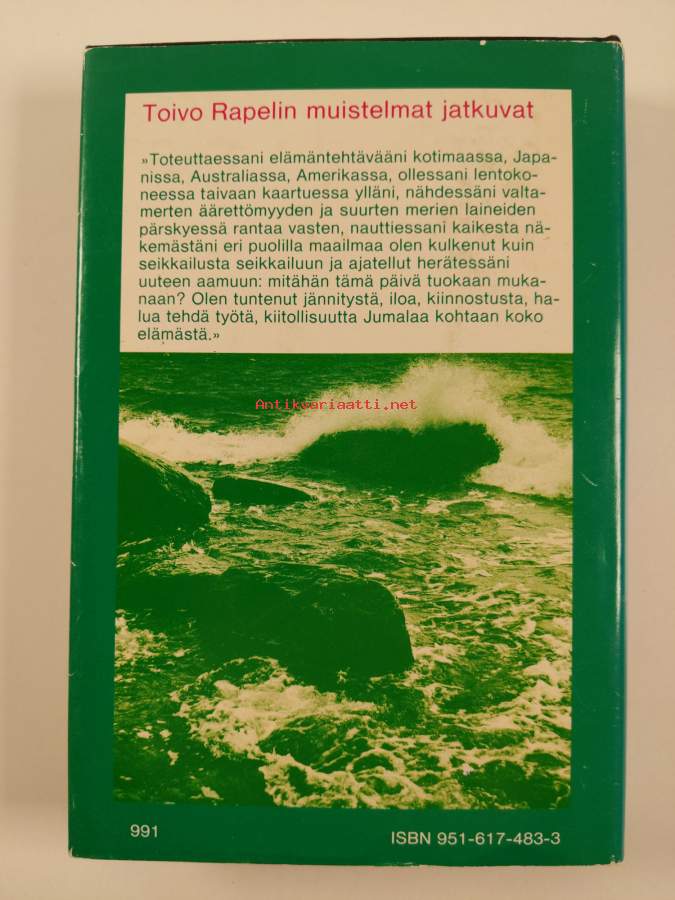 Toivo Rapelin muistelmat jatkuvat
»Toteuttaessani elämäntehtävääni kotimaassa, Japa-
nissa, Australiassa, Amerikassa, ollessani lentoko-
neessa taivaan kaartuessa ylläni, nähdessäni valta-
merten äärettömyyden ja suurten merien laineiden
pärskyessä rantaa vasten, nauttiessani kaikesta nä-
kemästäni eri puolilla maailmaa olen kulkenut kuin
seikkailusta seikkailuun ja ajatellut herätessäni
uuteen aamuun: mitähän tämä päivä tuokaan muka-
naan? Olen tuntenut jännitystä, iloa, kiinnostusta, ha-
lua tehdä työtä, kiitollisuutta Jumalaa kohtaan koko
elämästä.»
Antikvariaatti.net
991
ISBN 951-617-483-3